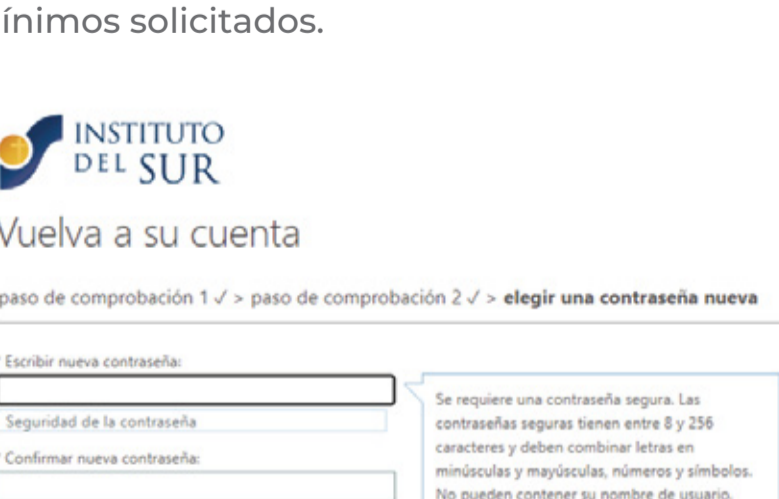 ínimos solicitados.
INSTITUTO
DEL SUR
Vuelva a su cuenta
paso de comprobación 1 ✓ > paso de comprobación 2 ✓ > elegir una contraseña nueva
* Escribir nueva contraseña:
Seguridad de la contraseña
* Confirmar nueva contraseña:
Se requiere una contraseña segura. Las
contraseñas seguras tienen entre 8 y 256
caracteres y deben combinar letras en
minúsculas y mayúsculas, números y símbolos.
No pueden contener su nombre de usuario.